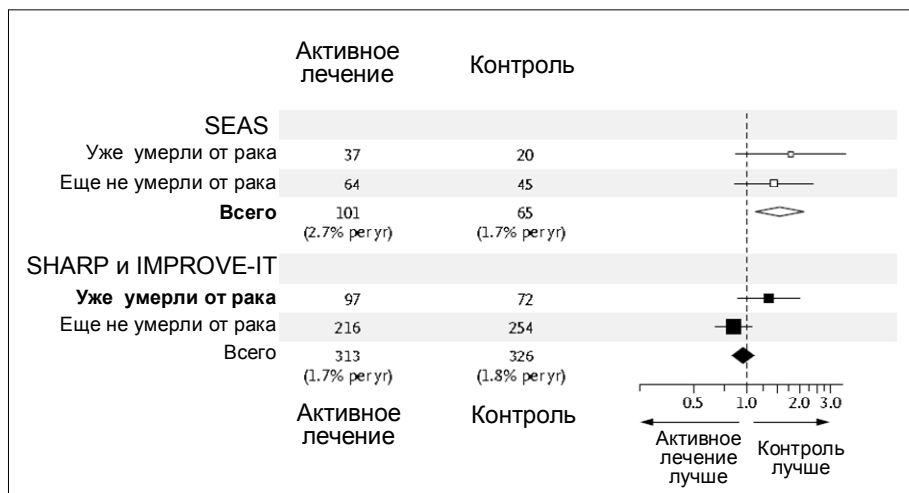 Активное
лечение
Контроль
SEAS
Уже умерли от рака 37 20
Еще не умерли от рака 64 45
Всего 101 65
(2.7% per yr) (1.7% per yr)
SHARP и IMPROVE-IT
Уже умерли от рака 97 72
Еще не умерли от рака 216 254
Всего 313 326
(1.7% per yr) (1.8% per yr)
0.5 1.0 2.0 3.0
Активное
лечение
Контроль
Активное
лечение
лучше
Контроль
лучше